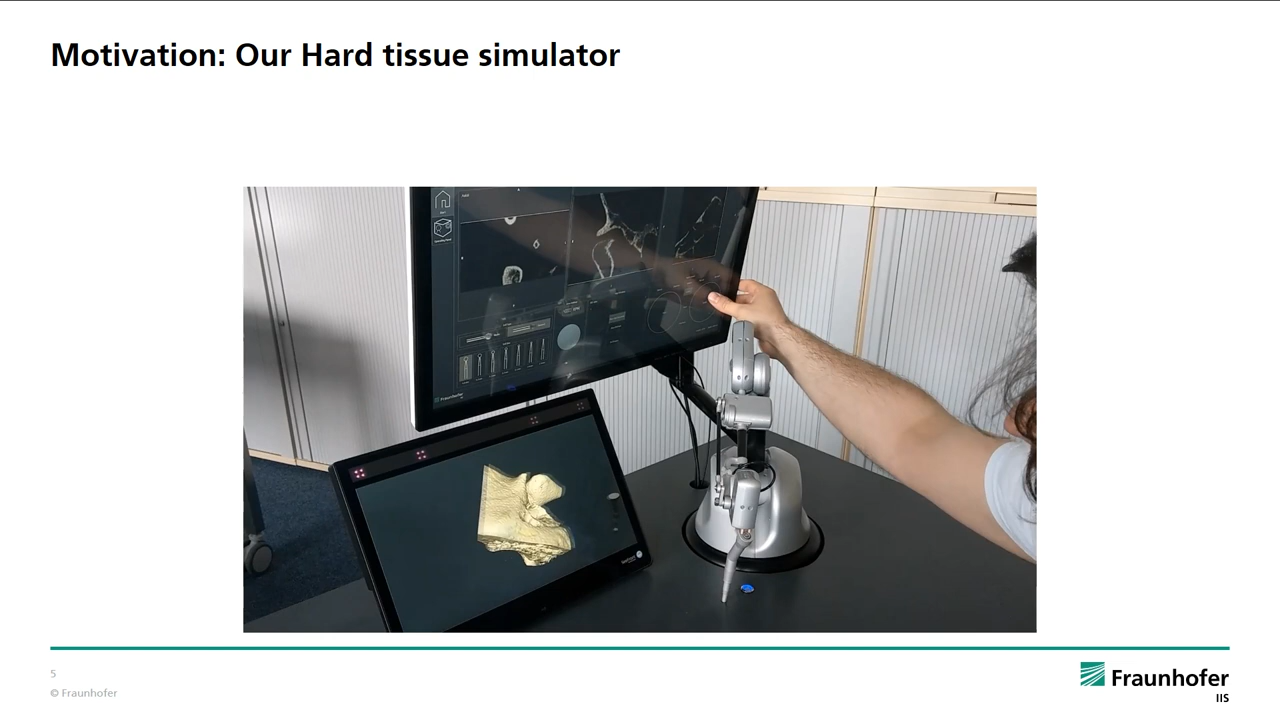 Motivation: Our Hard tissue simulator
5
© Fraunhofer
Fraunhofer
IIS